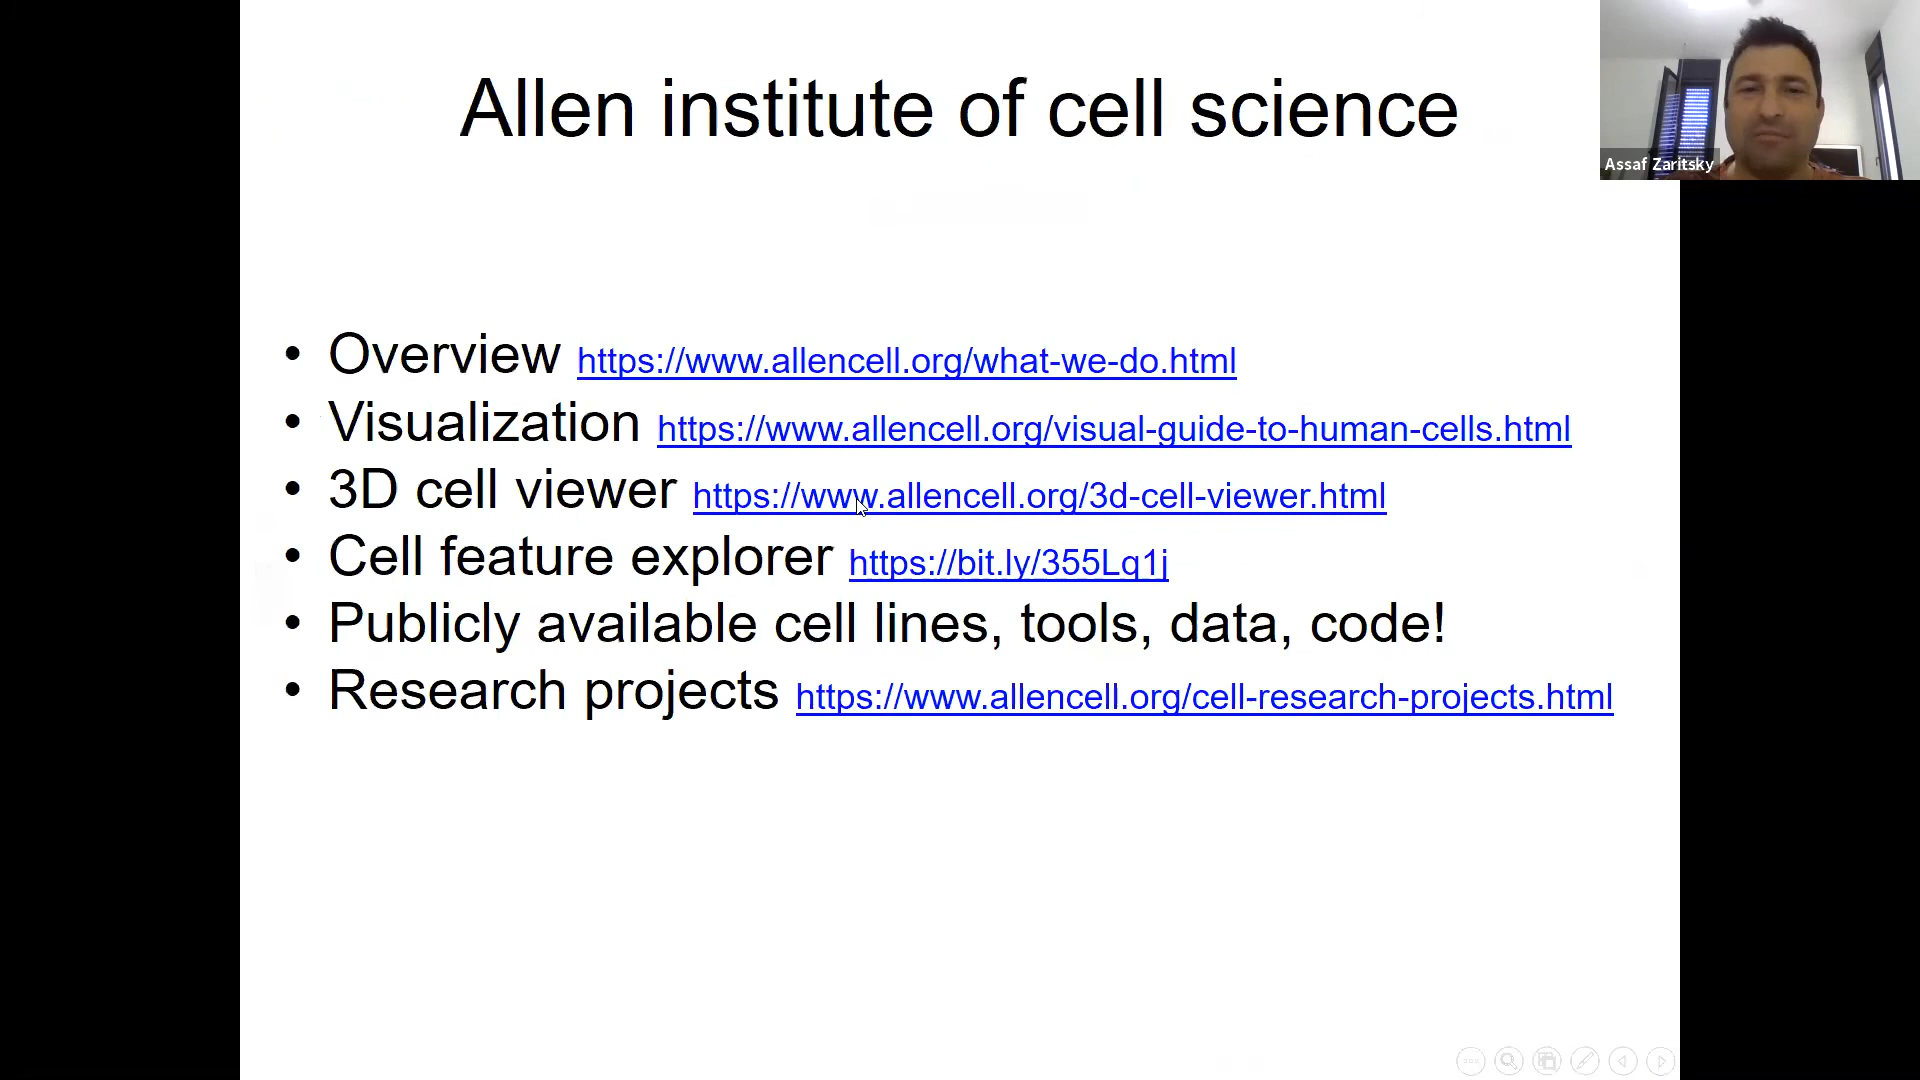 Allen institute of cell science
Assaf Zaritsky
• Overview https://www.allencell.org/what-we-do.html
• Visualization https://www.allencell.org/visual-guide-to-human-cells.html
• 3D cell viewer https://www.allencell.org/3d-cell-viewer.html
• Cell feature explorer https://bit.ly/355Lq1j
• Publicly available cell lines, tools, data, code!
• Research projects https://www.allencell.org/cell-research-projects.html